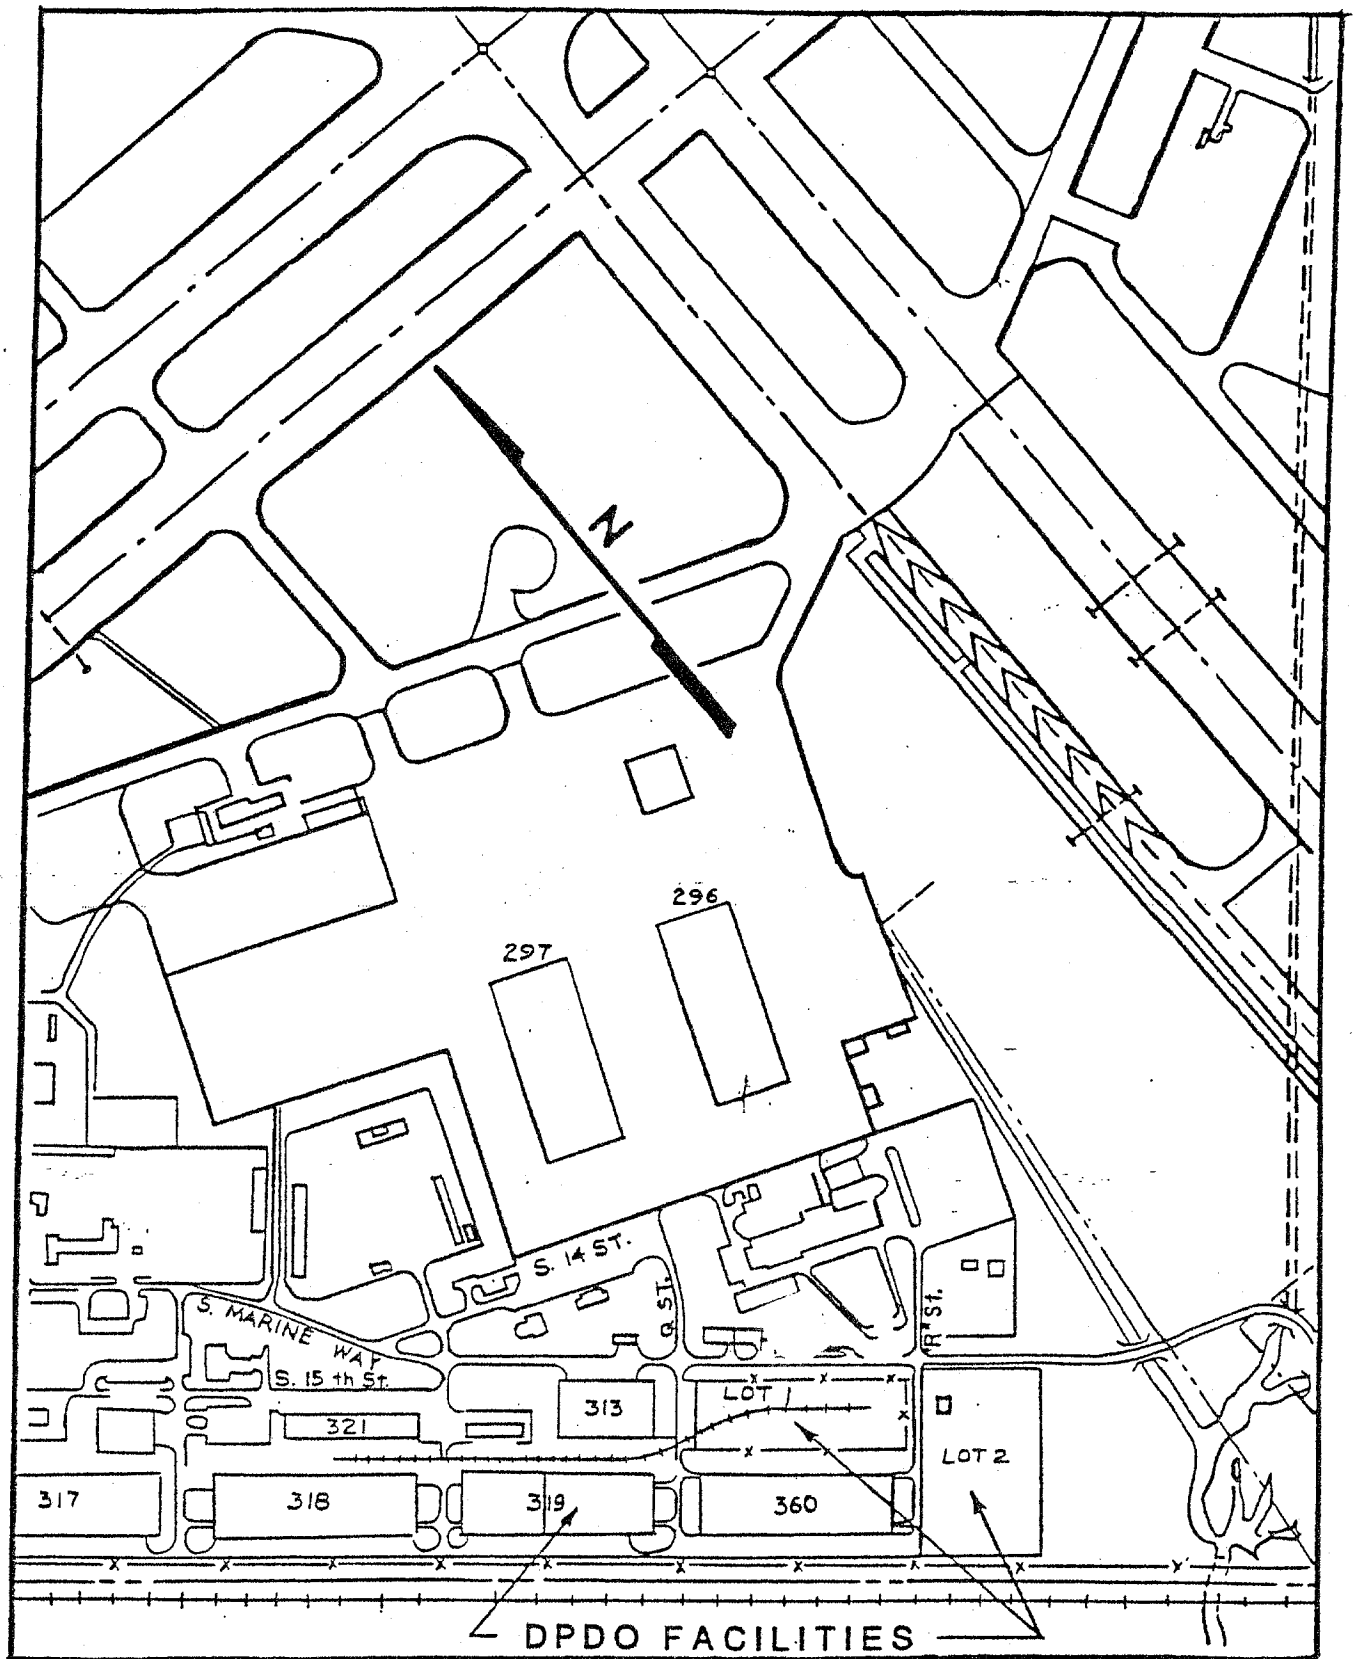 N
296
297
S. 14 ST.
Q ST.
"R" St.
S. MARINE WAY
S. 15 th St.
LOT 1
313
321
LOT 2
317
318
319
360
DPDO FACILITIES